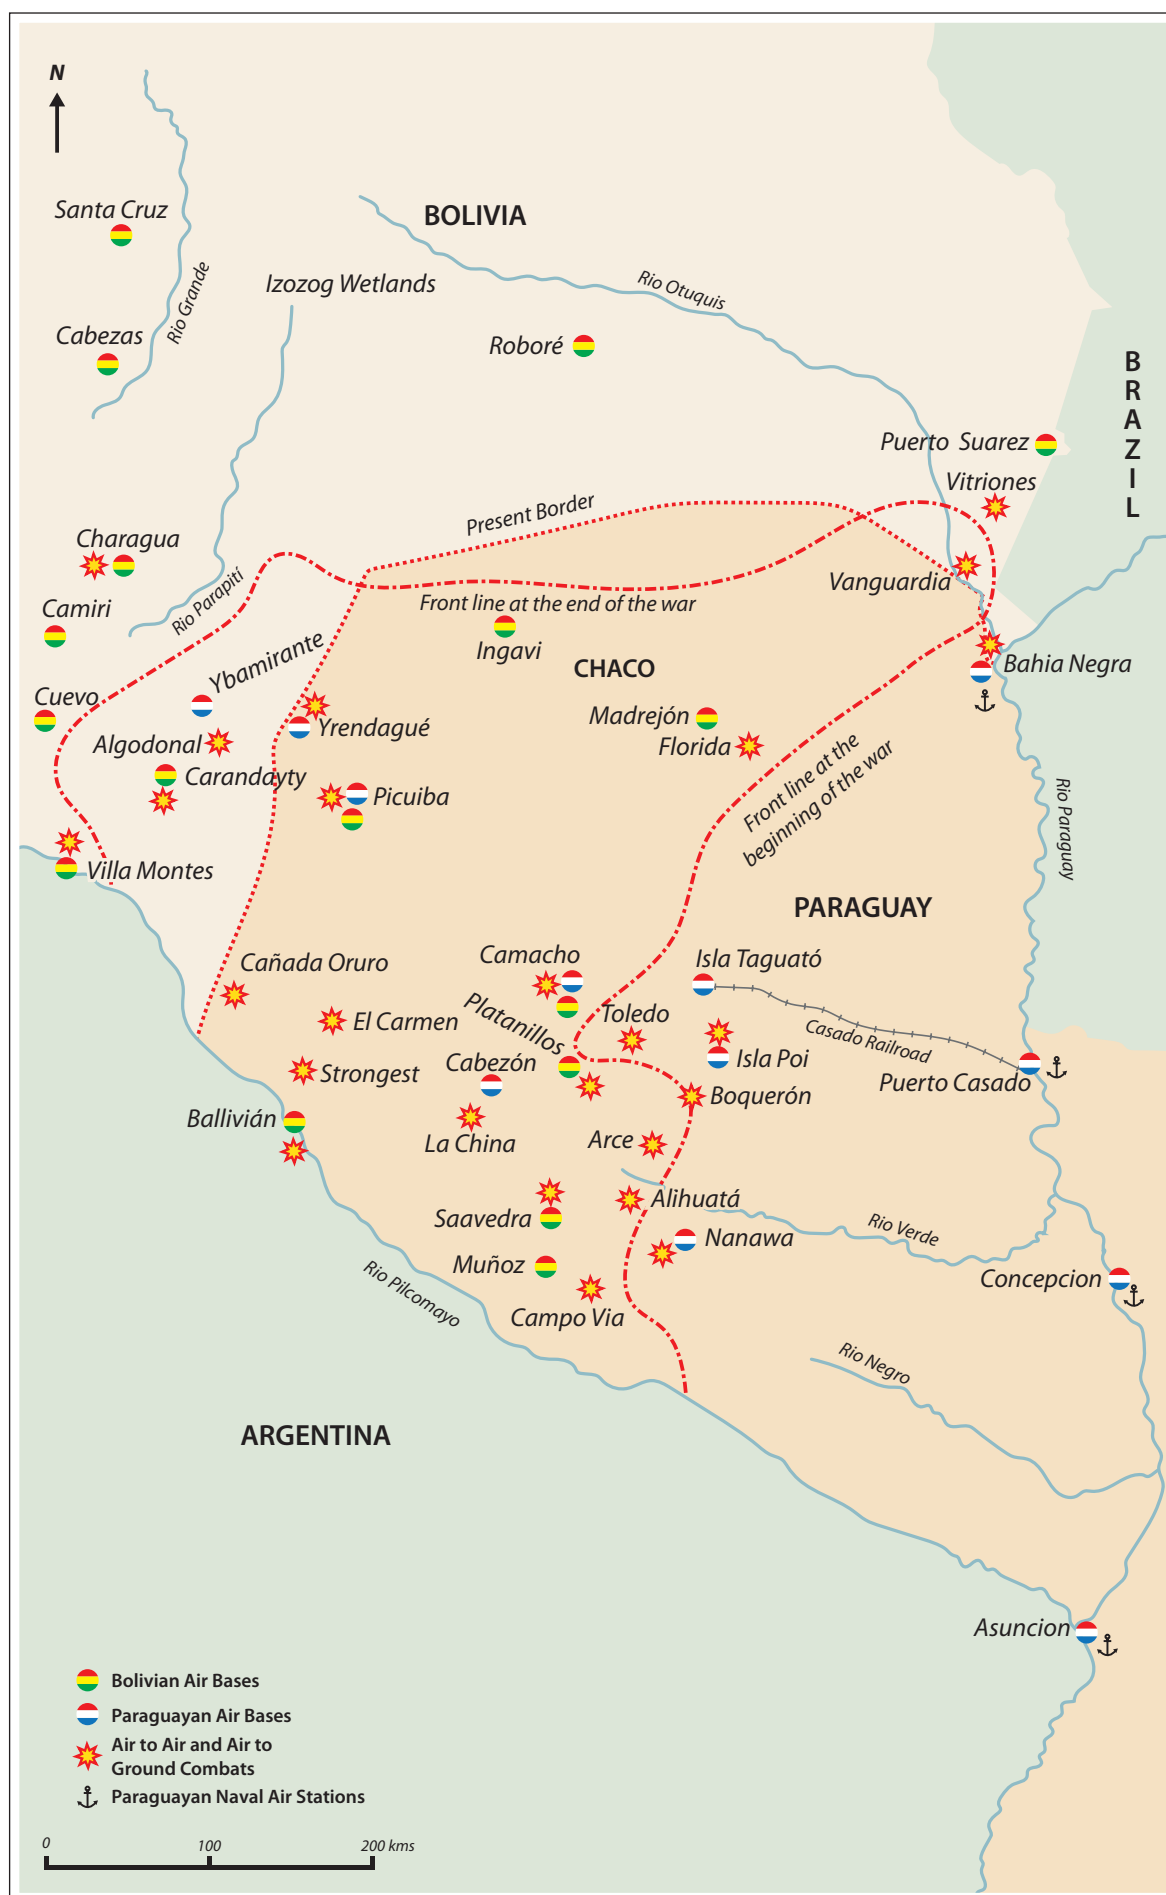 N
Santa Cruz
BOLIVIA
Rio Grande
Izozog Wetlands
Rio Otuquis
Cabezas
Roboré
B
R
A
Z
I
L
Puerto Suarez
Vitriones
Present Border
Charagua
Vanguardia
Camiri
Rio Parapití
Front line at the end of the war
Ybamirante
Ingavi
CHACO
Bahia Negra
Cuevo
Madrejón
Yrendagué
Algodonal
Florida
Carandayty
Picuiba
Front line at the
beginning of the war
Rio Paraguay
Villa Montes
PARAGUAY
Camacho
Isla Taguató
Cañada Oruro
Platanillos
Toledo
El Carmen
Casado Railroad
Cabezón
Isla Poi
Strongest
Puerto Casado
Boquerón
Ballivián
La China
Arce
Alihuatá
Saavedra
Rio Verde
Nanawa
Muñoz
Concepcion
Rio Pilcomayo
Campo Via
Rio Negro
ARGENTINA
Asuncion
Bolivian Air Bases
Paraguayan Air Bases
Air to Air and Air to
Ground Combats
Paraguayan Naval Air Stations
0 100 200 kms